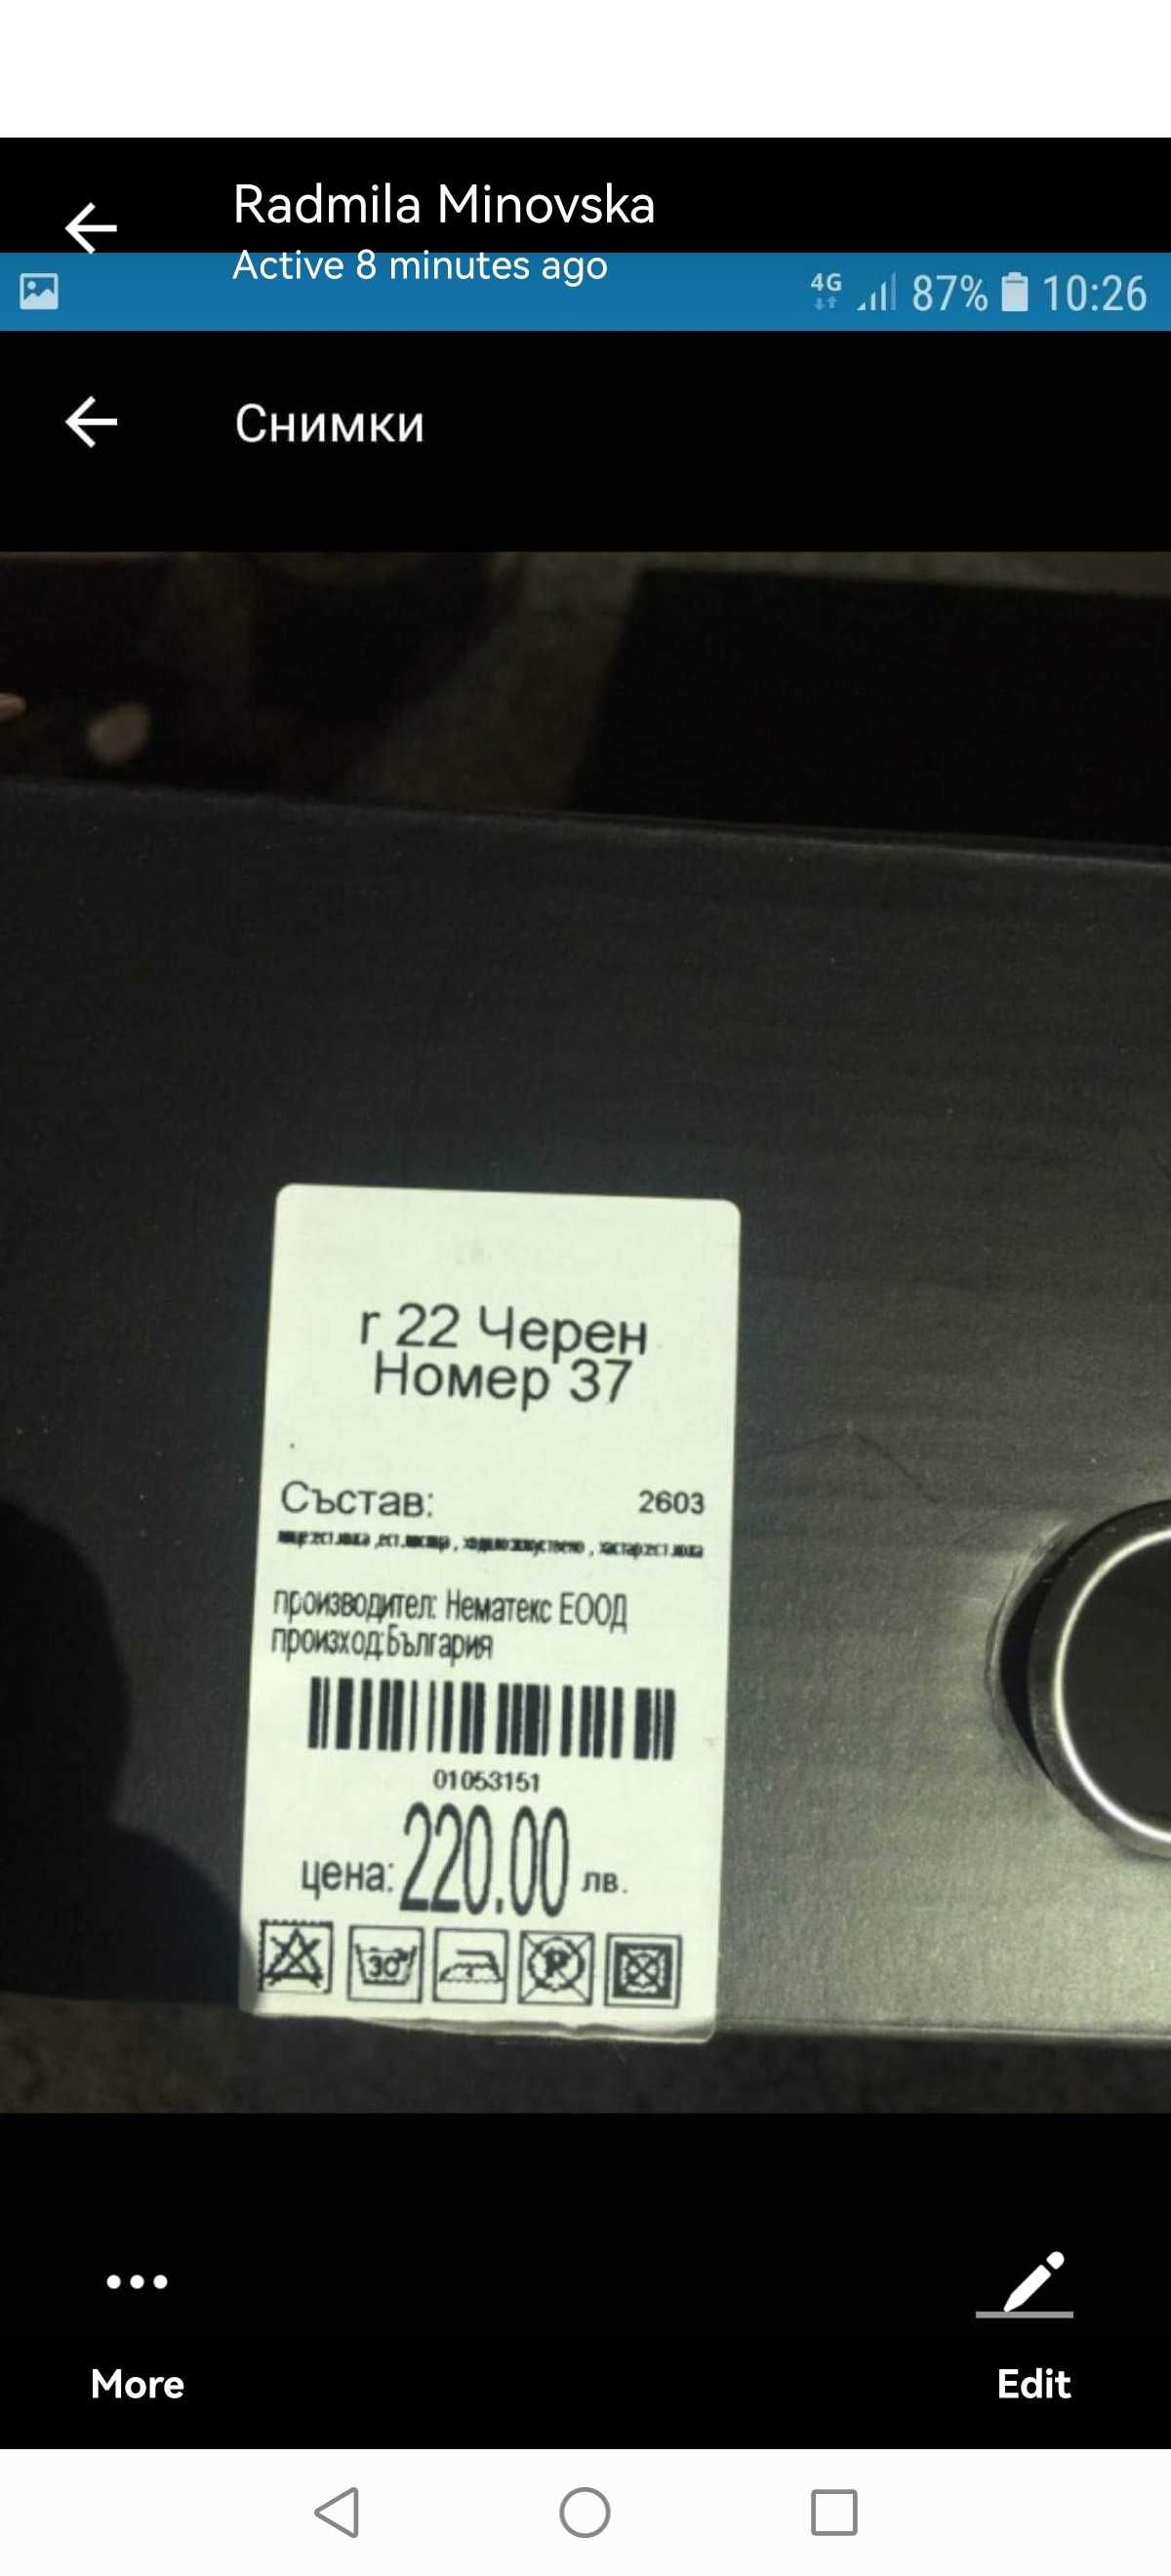 Radmila Minovska
Active 8 minutes ago
4G 87% 10:26
Снимки
r 22 Черен
Номер 37
Състав: 2603
производител: Нематекс ЕООД
произход:България
01053151
цена: 220.00 лв.
30°
P
More
Edit